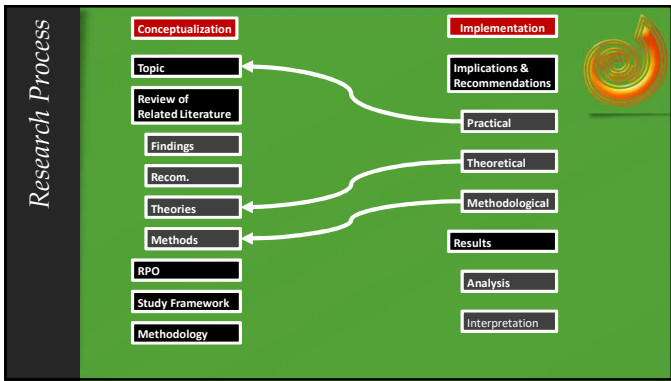 Research Process
Conceptualization
Topic
Review of
Related Literature
Findings
Recom.
Theories
Methods
RPO
Study Framework
Methodology
Implementation
Implications &
Recommendations
Practical
Theoretical
Methodological
Results
Analysis
Interpretation